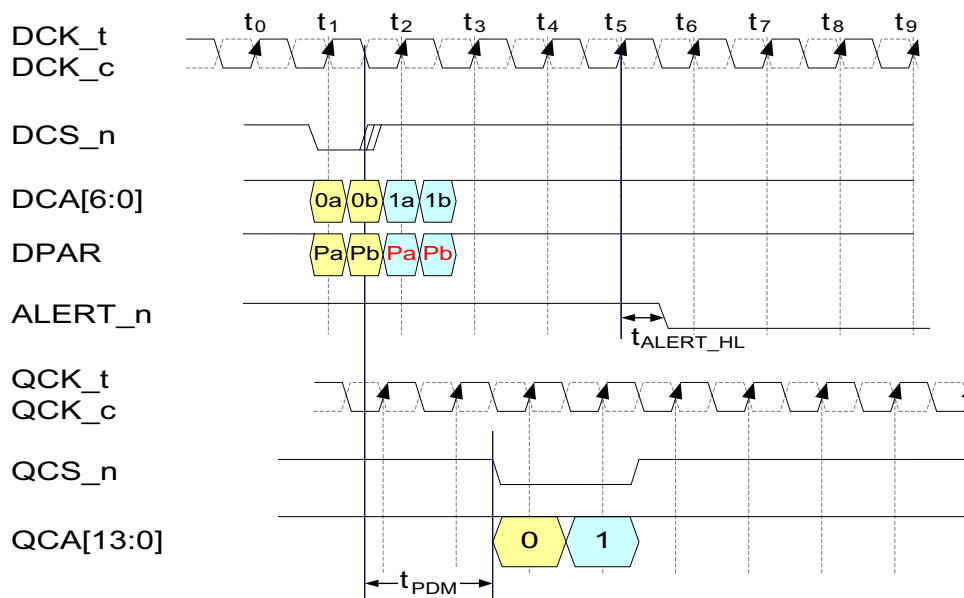 t0 t1 t2 t3 t4 t5 t6 t7 t8 t9
DCK_t
DCK_c
DCS_n
DCA[6:0] 0a 0b 1a 1b
DPAR Pa Pb Pa Pb
ALERT_n
tALERT_HL
QCK_t
QCK_c
QCS_n
QCA[13:0] 0 1
tPDM